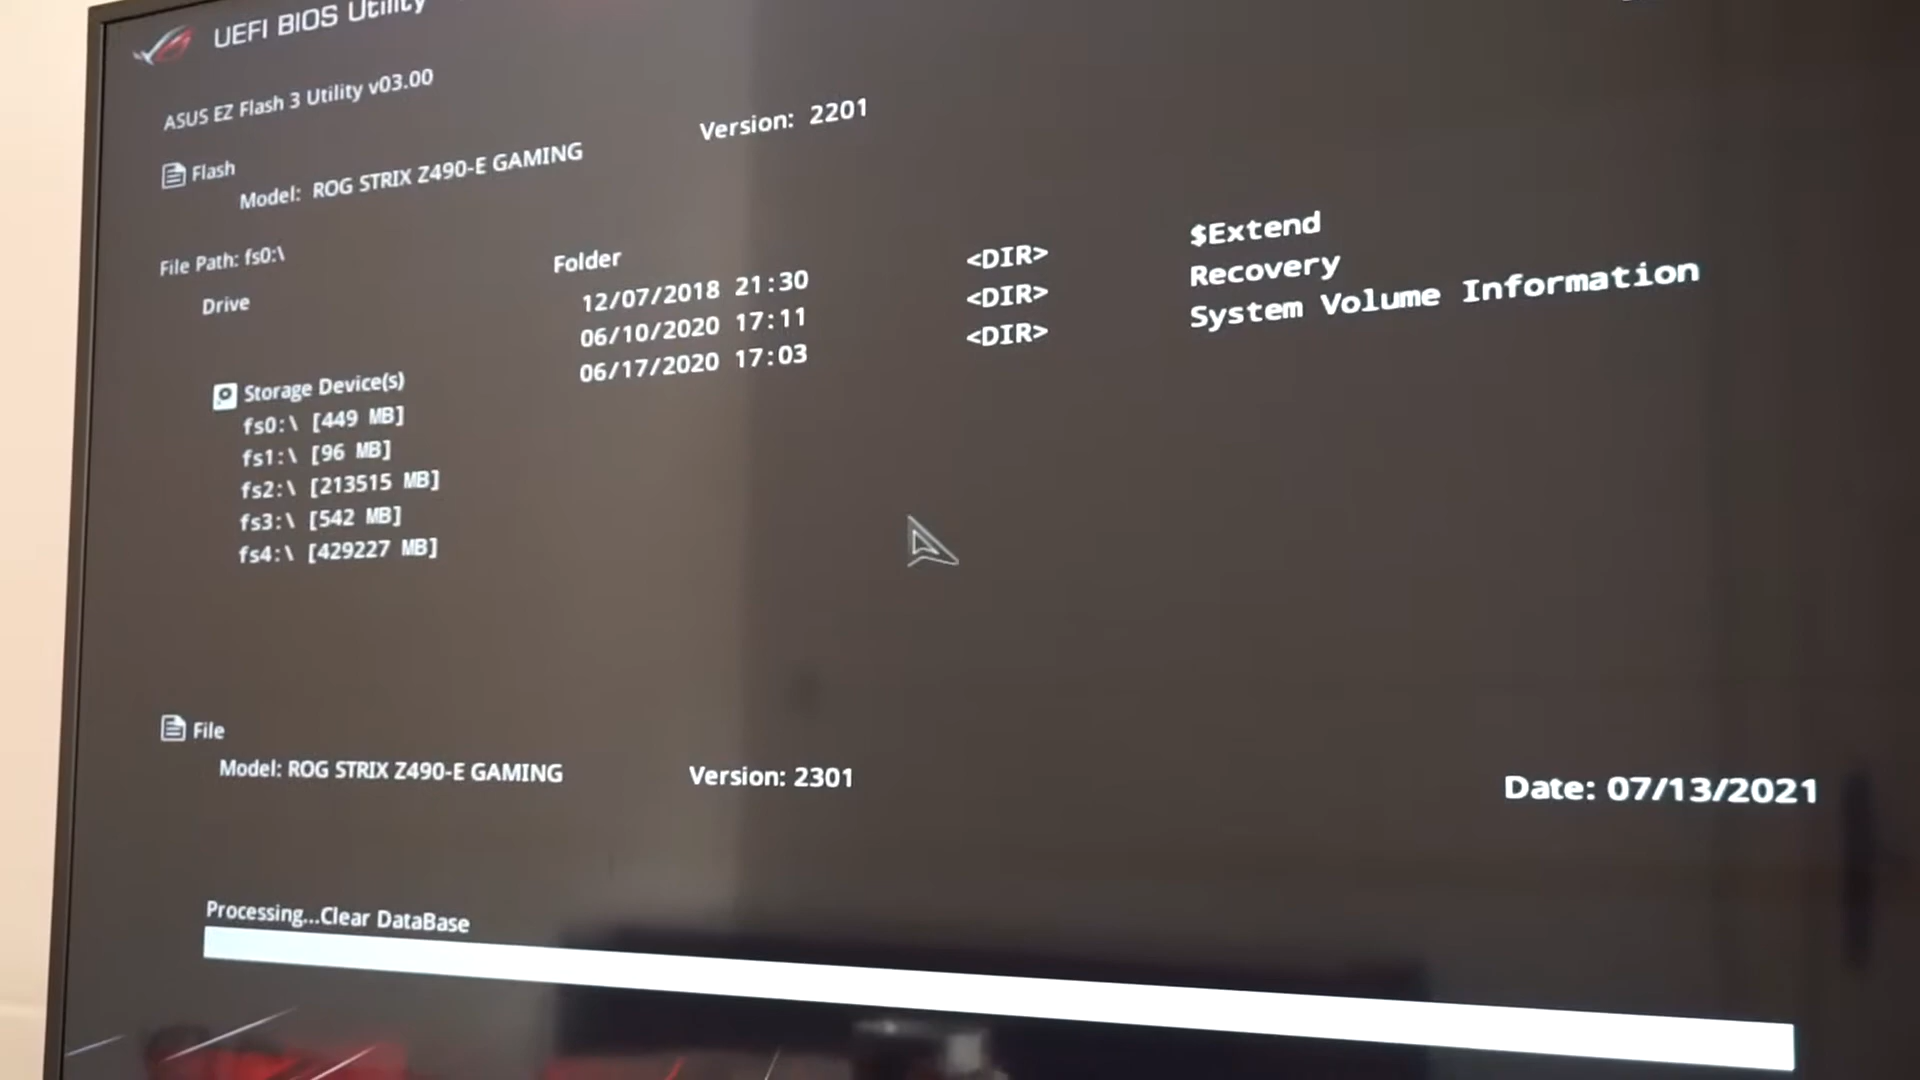 UEFI BIOS Utility
ASUS EZ Flash 3 Utility v03.00
Flash
Model: ROG STRIX Z490-E GAMING Version: 2201
File Path: fs0:\
Drive Folder
12/07/2018 21:30 <DIR> $Extend
06/10/2020 17:11 <DIR> Recovery
06/17/2020 17:03 <DIR> System Volume Information
Storage Device(s)
fs0:\ [449 MB]
fs1:\ [96 MB]
fs2:\ [213515 MB]
fs3:\ [542 MB]
fs4:\ [429227 MB]
File
Model: ROG STRIX Z490-E GAMING Version: 2301 Date: 07/13/2021
Processing...Clear DataBase